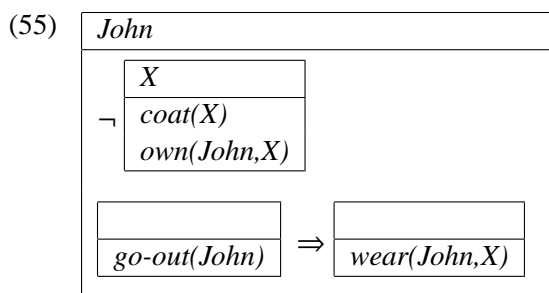 (55) John
X
¬ coat(X)
own(John,X)
go-out(John) ⇒ wear(John,X)